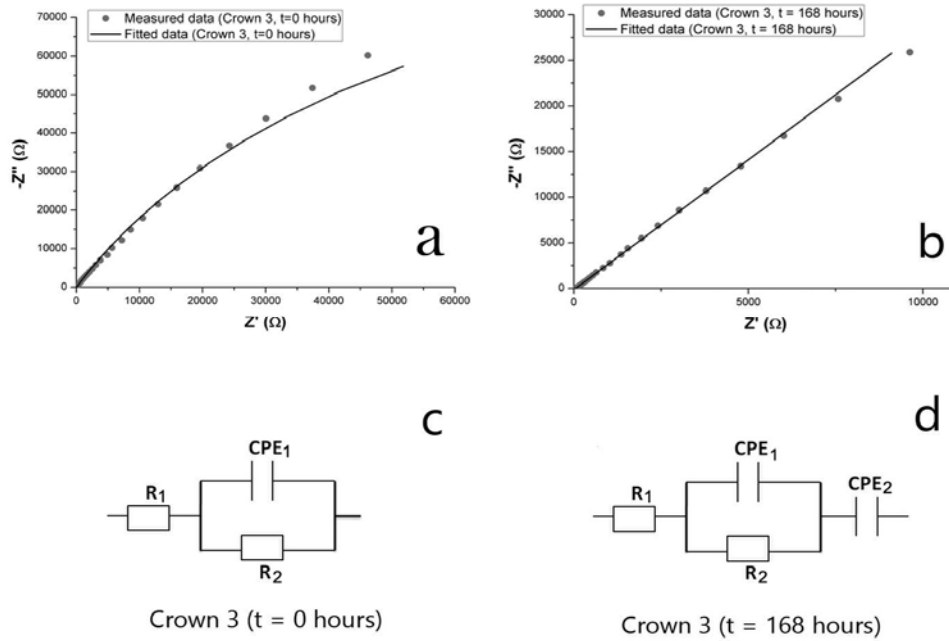 Measured data (Crown 3, t=0 hours)
Fitted data (Crown 3, t=0 hours)
70000
60000
50000
40000
30000
20000
10000
0
-Z" (Ω)
0 10000 20000 30000 40000 50000 60000
Z' (Ω)
a
Measured data (Crown 3, t = 168 hours)
Fitted data (Crown 3, t = 168 hours)
30000
25000
20000
15000
10000
5000
0
-Z" (Ω)
0 5000 10000
Z' (Ω)
b
c
CPE1
R1
R2
Crown 3 (t = 0 hours)
d
CPE1
CPE2
R1
R2
Crown 3 (t = 168 hours)